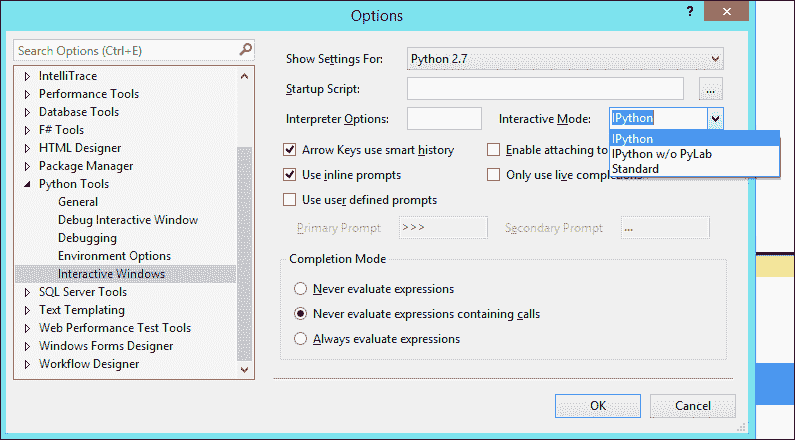 Options
?
×
Search Options (Ctrl+E)
IntelliTrace
Performance Tools
Database Tools
F# Tools
HTML Designer
Package Manager
Python Tools
General
Debug Interactive Window
Debugging
Environment Options
Interactive Windows
SQL Server Tools
Text Templating
Web Performance Test Tools
Windows Forms Designer
Workflow Designer
Show Settings For: Python 2.7
Startup Script: ...
Interpreter Options: Interactive Mode: IPython
IPython
IPython w/o PyLab
Standard
Arrow Keys use smart history Enable attaching to
Use inline prompts Only use live comple
Use user defined prompts
Primary Prompt >>> Secondary Prompt ...
Completion Mode
Never evaluate expressions
Never evaluate expressions containing calls
Always evaluate expressions
OK Cancel